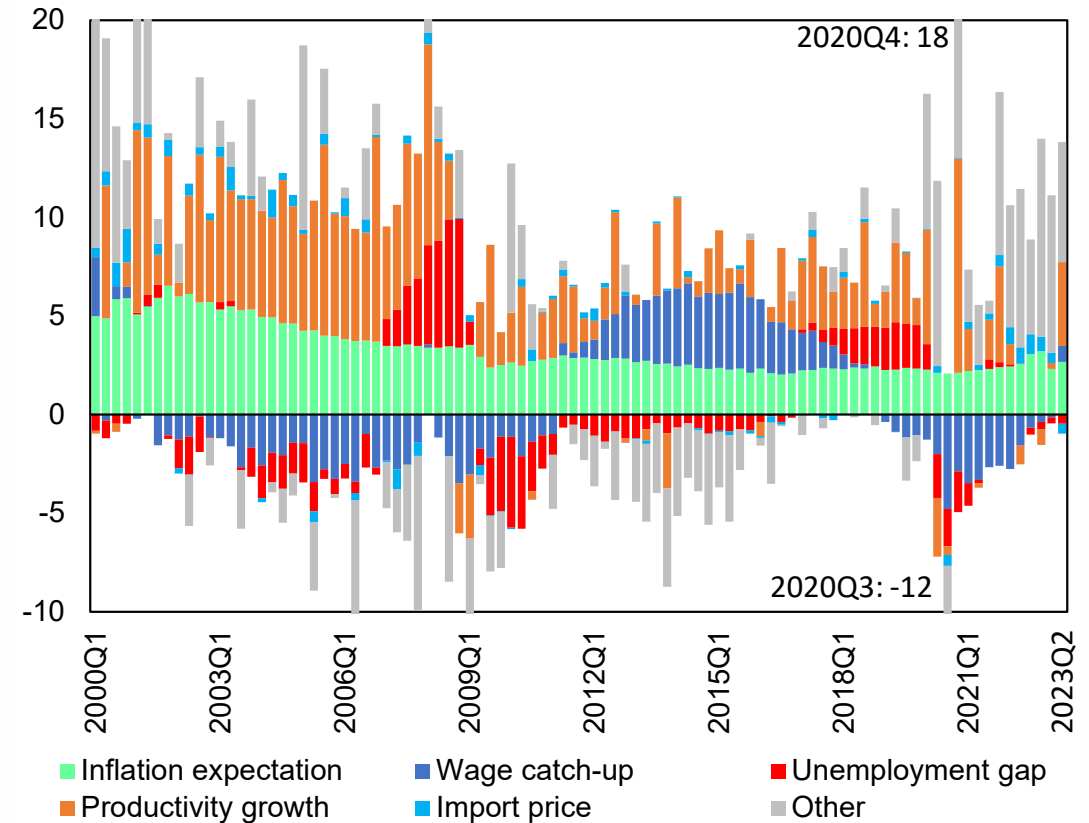 20
2020Q4: 18
15
10
5
0
-5
2020Q3: -12
-10
2000Q1
2003Q1
2006Q1
2009Q1
2012Q1
2015Q1
2018Q1
2021Q1
2023Q2
Inflation expectation
Wage catch-up
Unemployment gap
Productivity growth
Import price
Other